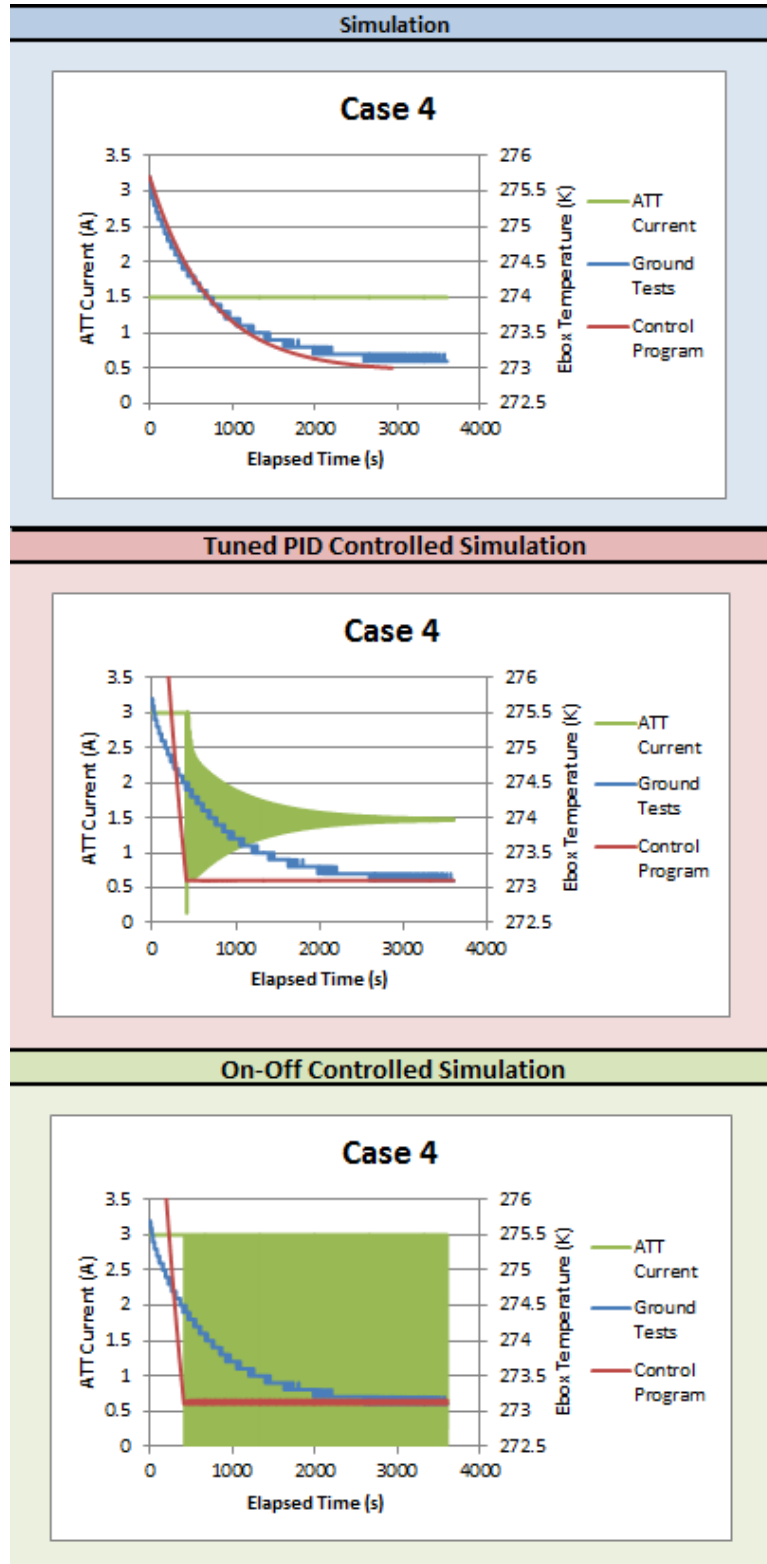 Simulation
Case 4
ATT Current (A)
3.5
3
2.5
2
1.5
1
0.5
0
276
275.5
275
274.5
274
273.5
273
272.5
Ebox Temperature (K)
0 1000 2000 3000 4000
Elapsed Time (s)
ATT
Current
Ground
Tests
Control
Program
Tuned PID Controlled Simulation
Case 4
ATT Current (A)
3.5
3
2.5
2
1.5
1
0.5
0
276
275.5
275
274.5
274
273.5
273
272.5
Ebox Temperature (K)
0 1000 2000 3000 4000
Elapsed Time (s)
ATT
Current
Ground
Tests
Control
Program
On-Off Controlled Simulation
Case 4
ATT Current (A)
3.5
3
2.5
2
1.5
1
0.5
0
276
275.5
275
274.5
274
273.5
273
272.5
Ebox Temperature (K)
0 1000 2000 3000 4000
Elapsed Time (s)
ATT
Current
Ground
Tests
Control
Program